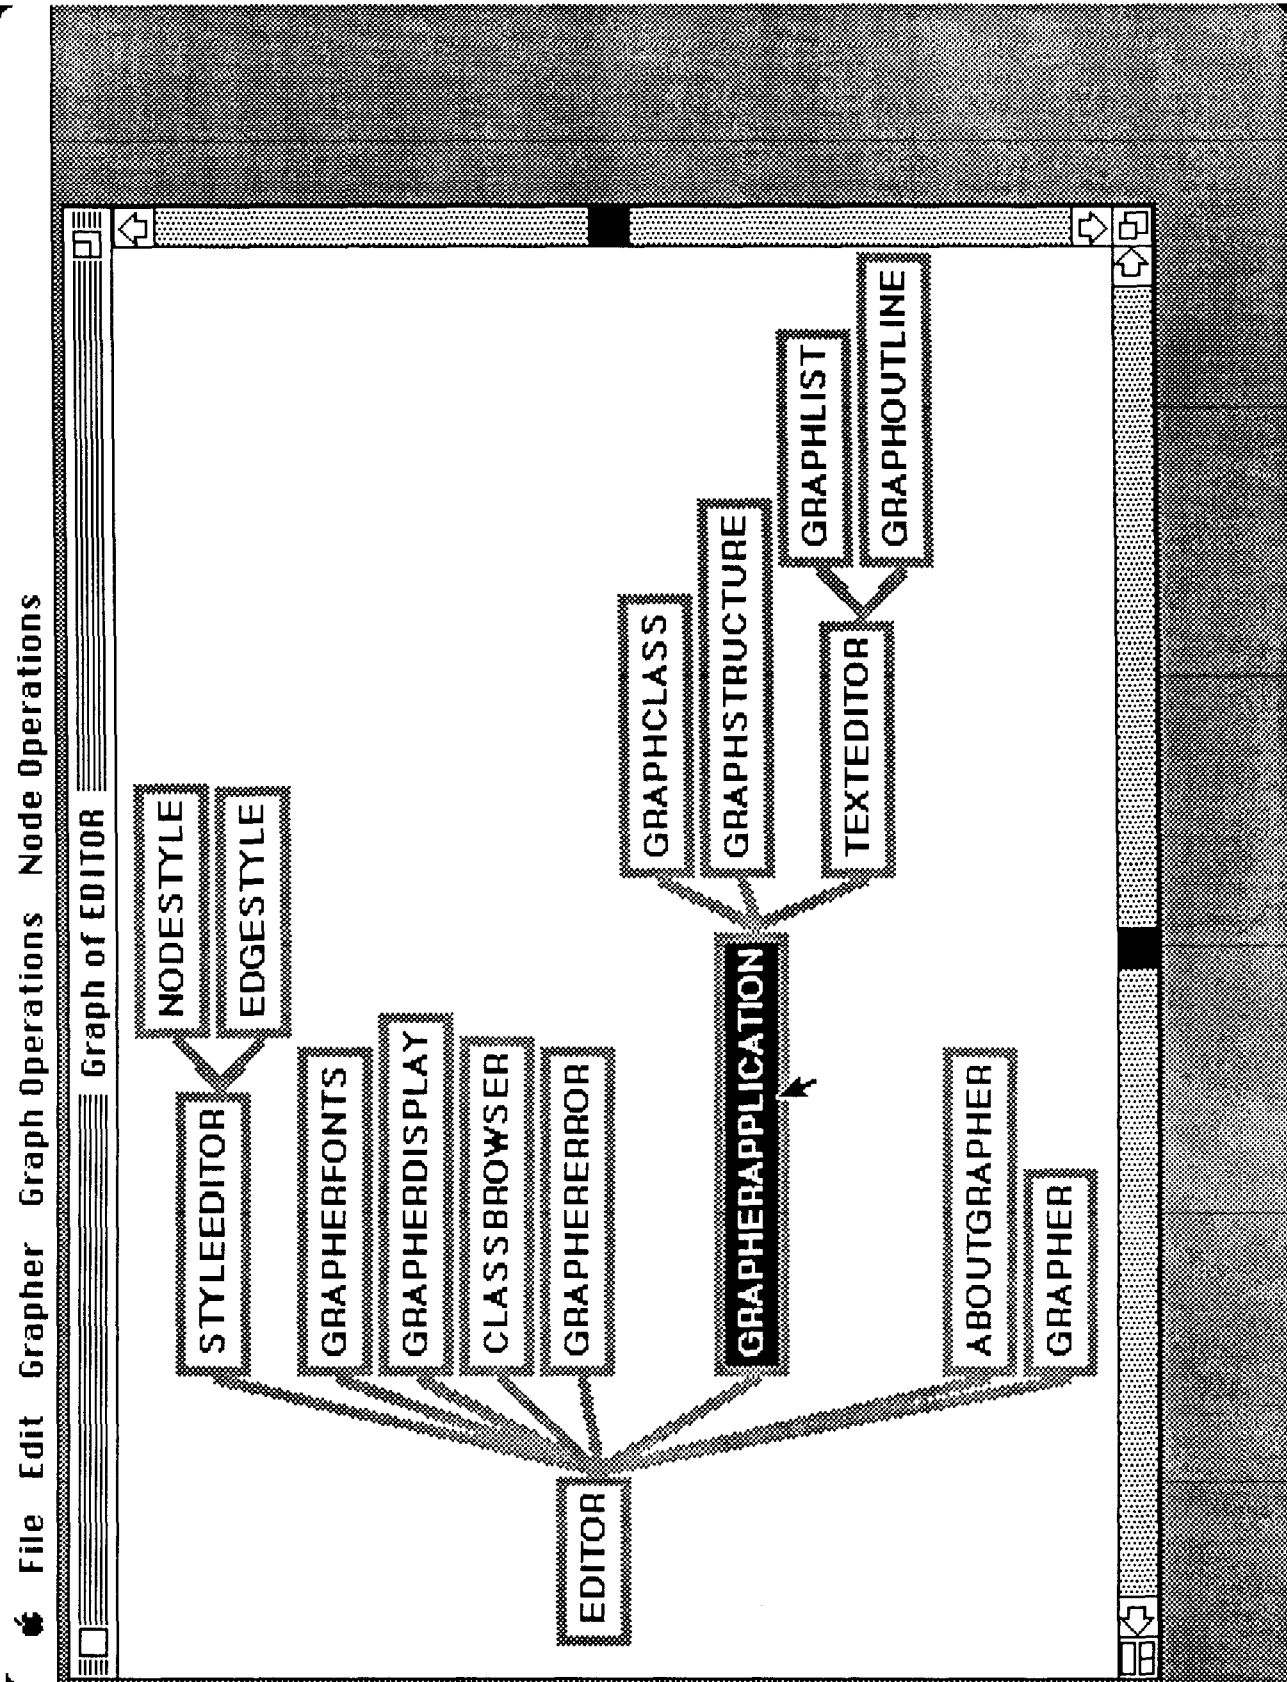 File Edit Grapher Graph Operations Node Operations
Graph of EDITOR
NODESTYLE
STYLEEDITOR
EDGESTYLE
GRAPHERFONTS
GRAPHERDISPLAY
CLASSBROWSER
GRAPHERERROR
EDITOR
GRAPHCLASS
GRAPHSTRUCTURE
GRAPHERAPPLICATION
GRAPHLIST
TEXTEDITOR
GRAPHOUTLINE
ABOUTGRAPHER
GRAPHER